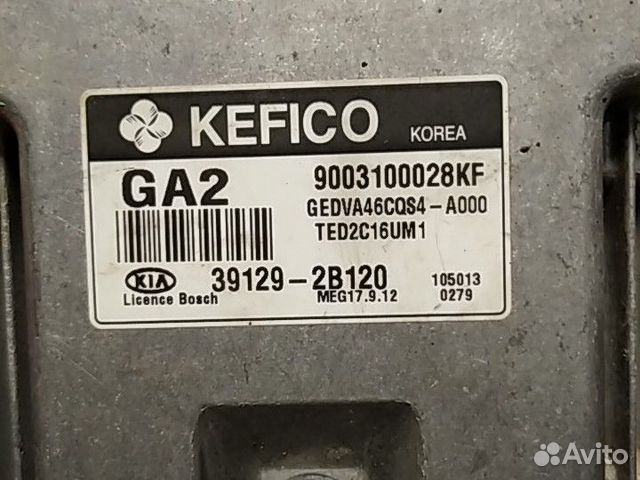 KEFICO KOREA
GA2
9003100028KF
GEDVA46CQS4-A000
TED2C16UM1
KIA 39129-2B120 105013
Licence Bosch MEG17.9.12 0279
Avito